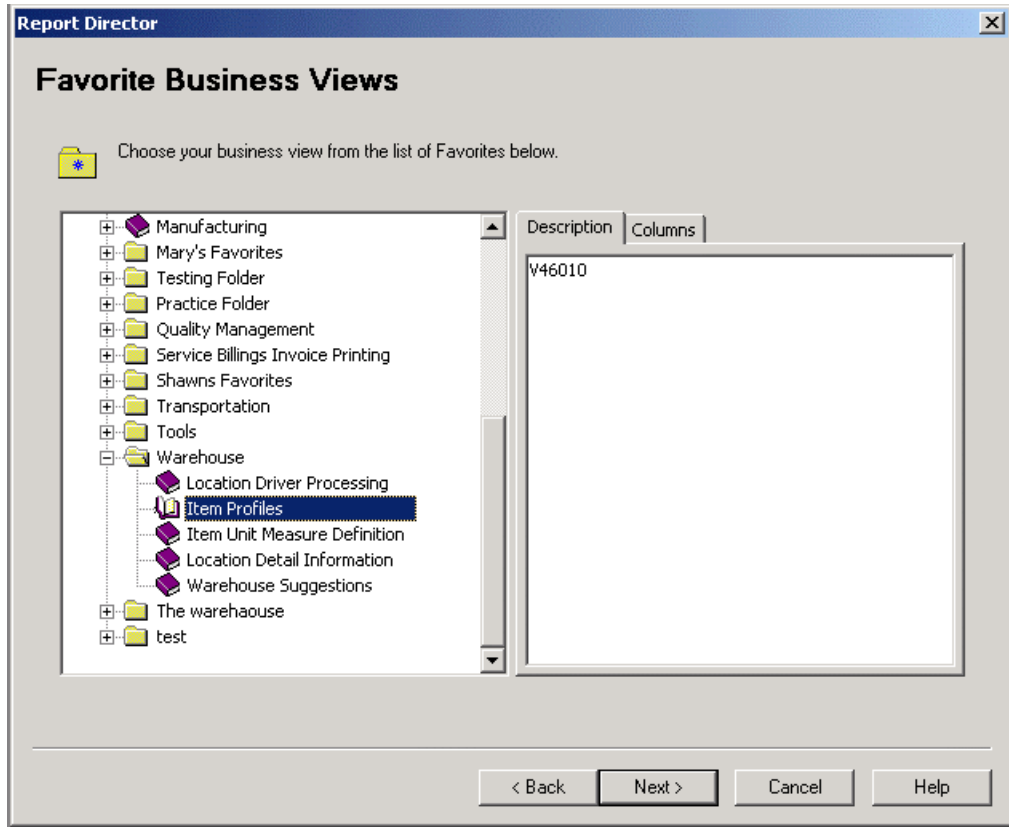 Report Director
Favorite Business Views
Choose your business view from the list of Favorites below.
Manufacturing
Mary's Favorites
Testing Folder
Practice Folder
Quality Management
Service Billings Invoice Printing
Shawns Favorites
Transportation
Tools
Warehouse
Location Driver Processing
Item Profiles
Item Unit Measure Definition
Location Detail Information
Warehouse Suggestions
The warehaouse
test
Description
Columns
V46010
< Back
Next >
Cancel
Help